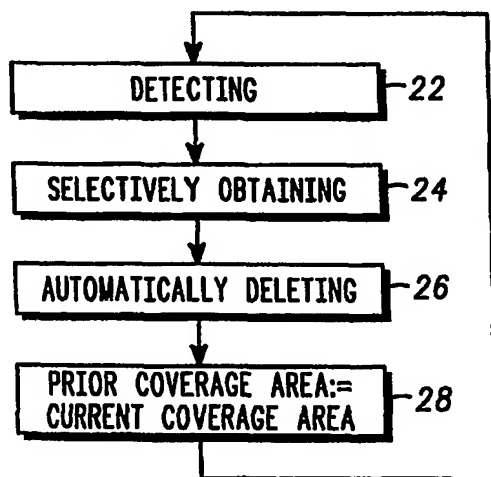 DETECTING 22
SELECTIVELY OBTAINING 24
AUTOMATICALLY DELETING 26
PRIOR COVERAGE AREA:=
CURRENT COVERAGE AREA 28